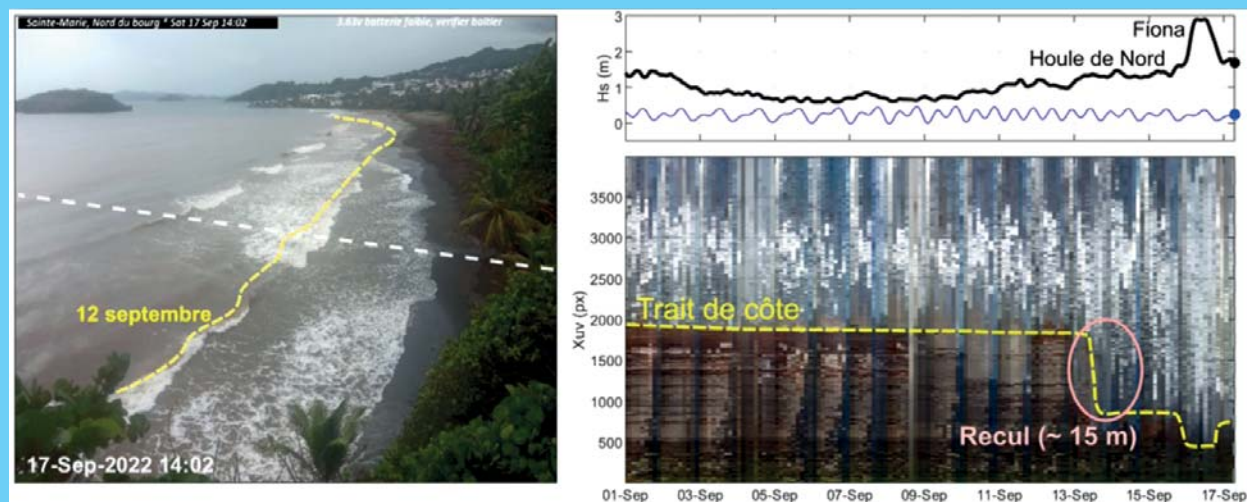 Sainte-Marie, Nord du bourg * Sat 17 Sep 14:02
3.63v batterie faible, verifier boitier
12 septembre
17-Sep-2022 14:02
3
2
1
0
Hs (m)
Fiona
Houle de Nord
3500
3000
2500
2000
1500
1000
500
Xuv (px)
Trait de côte
Recul (~ 15 m)
01-Sep 03-Sep 05-Sep 07-Sep 09-Sep 11-Sep 13-Sep 15-Sep 17-Sep